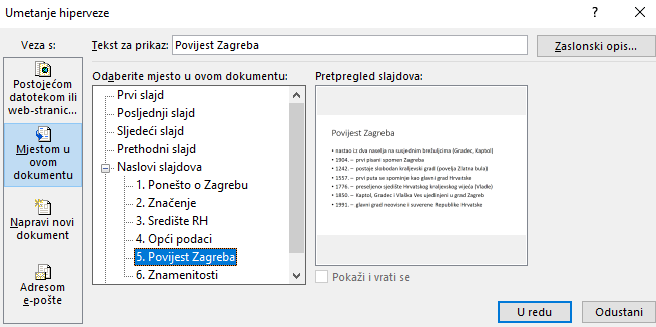 Umetanje hiperveze
Veza s:
Tekst za prikaz: Povijest Zagreba
Zaslonski opis...
Postojećom
datotekom ili
web-stranic...
Mjestom u
ovom
dokumentu
Napravi novi
dokument
Adresom
e-pošte
Odaberite mjesto u ovom dokumentu:
Prvi slajd
Posljednji slajd
Sljedeći slajd
Prethodni slajd
Naslovi slajdova
1. Ponešto o Zagrebu
2. Značenje
3. Središte RH
4. Opći podaci
5. Povijest Zagreba
6. Znamenitosti
Pretpregled slajdova:
Povijest Zagreba
• nastao iz dva naselja na susjednim brežuljcima (Gradec, Kaptol)
• 1094. – prvi pisani spomen Zagreba
• 1242. – postaje slobodan kraljevski grad (povelja Zlatna bula)
• 1557. – prvi puta se spominje kao glavni grad Hrvatske
• 1776. – preseljeno sjedište Hrvatskog kraljevskog vijeća (Vlade)
• 1850. – Kaptol, Gradec i Vlaška Ves ujedinjeni u grad Zagreb
• 1991. – glavni grad neovisne i suverene Republike Hrvatske
Pokaži i vrati se
U redu
Odustani